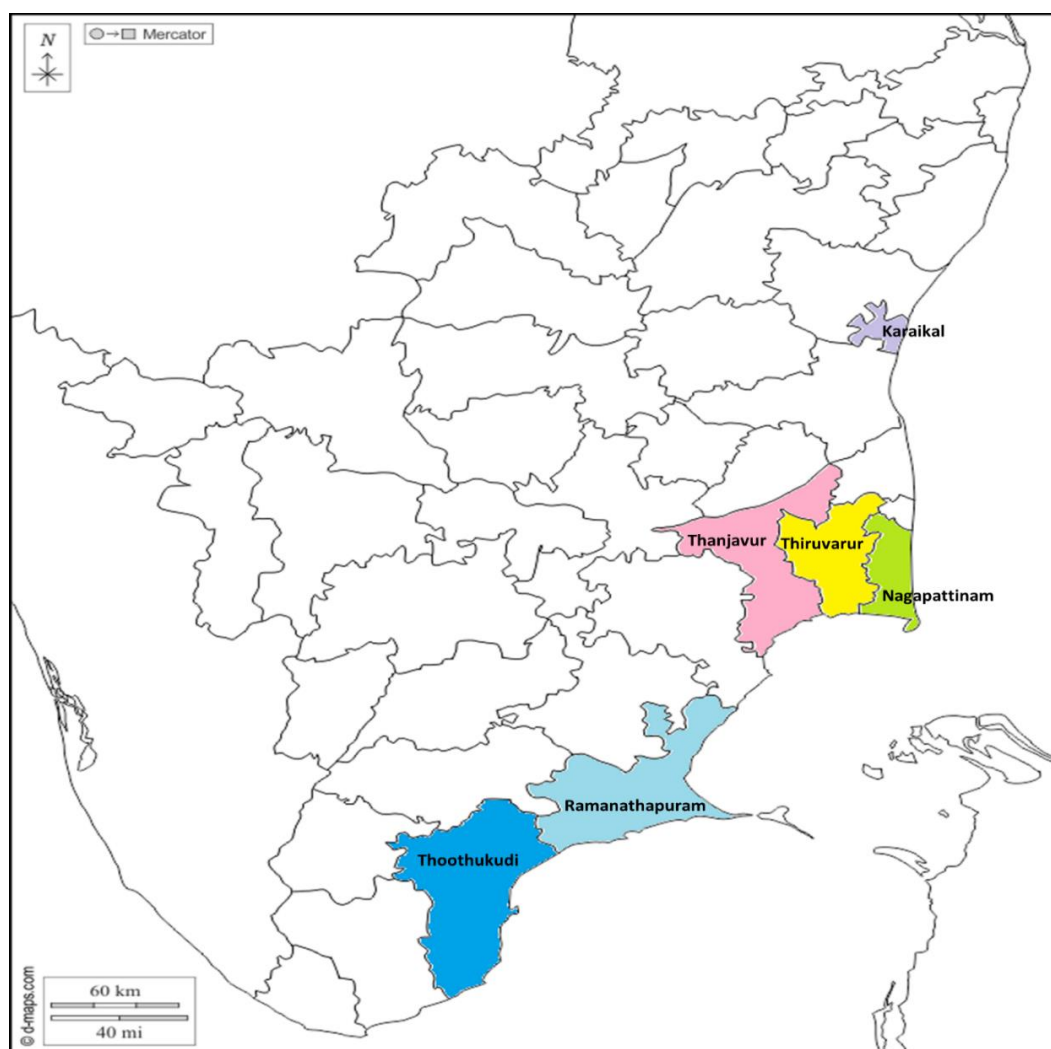 N
Mercator
Karaikal
Thanjavur
Thiruvarur
Nagapattinam
Ramanathapuram
Thoothukudi
60 km
40 mi
© d-maps.com